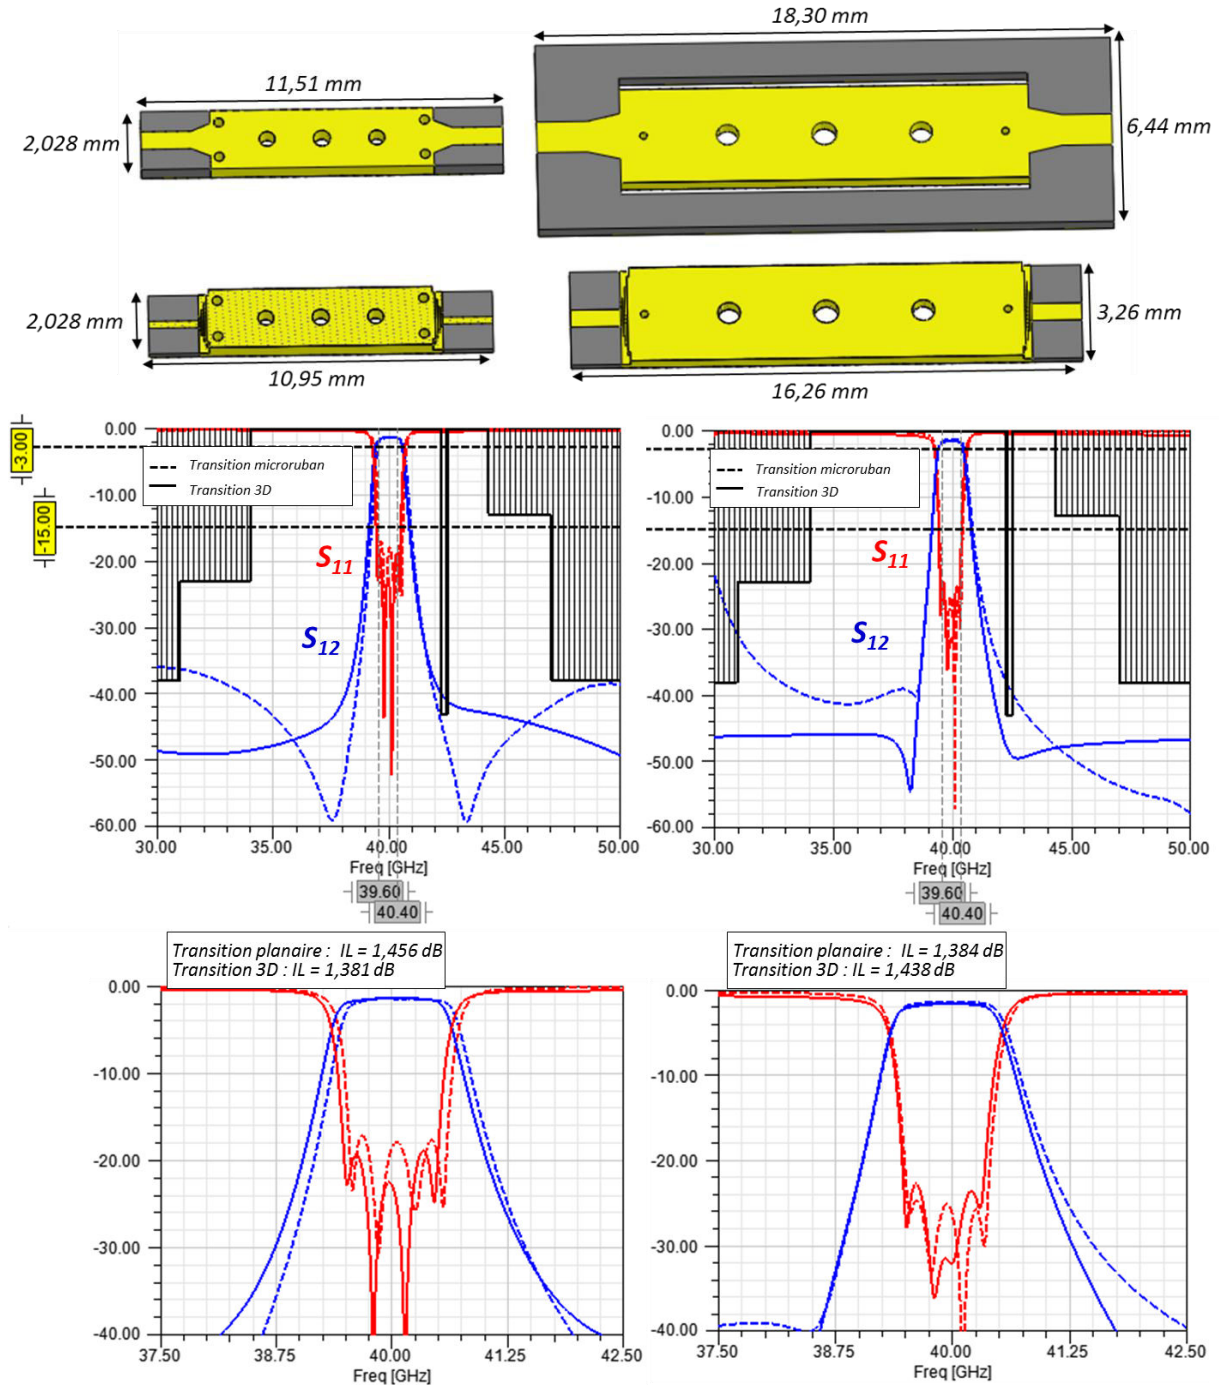 18,30 mm
11,51 mm
2,028 mm
6,44 mm
2,028 mm
3,26 mm
10,95 mm
16,26 mm
-3.00
-15.00
0.00
-10.00
-20.00
-30.00
-40.00
-50.00
-60.00
Transition microruban
Transition 3D
S11
S12
30.00 35.00 40.00 45.00 50.00
Freq [GHz]
39.60
40.40
0.00
-10.00
-20.00
-30.00
-40.00
-50.00
-60.00
Transition microruban
Transition 3D
S11
S12
30.00 35.00 40.00 45.00 50.00
Freq [GHz]
39.60
40.40
Transition planaire : IL = 1,456 dB
Transition 3D : IL = 1,381 dB
0.00
-10.00
-20.00
-30.00
-40.00
37.50 38.75 40.00 41.25 42.50
Freq [GHz]
Transition planaire : IL = 1,384 dB
Transition 3D : IL = 1,438 dB
0.00
-10.00
-20.00
-30.00
-40.00
37.50 38.75 40.00 41.25 42.50
Freq [GHz]